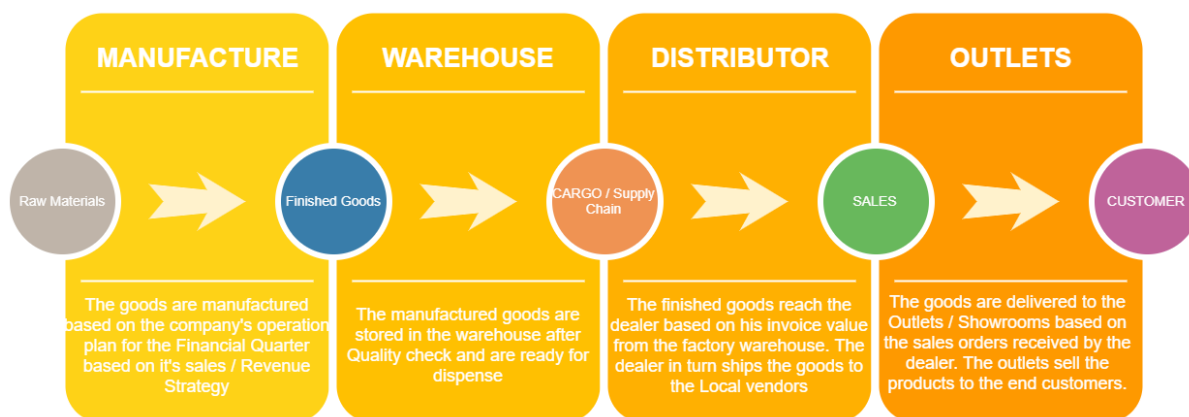 MANUFACTURE
WAREHOUSE
DISTRIBUTOR
OUTLETS
Raw Materials
Finished Goods
CARGO / Supply
Chain
SALES
CUSTOMER
The goods are manufactured
based on the company's operation
plan for the Financial Quarter
based on it's sales / Revenue
Strategy
The manufactured goods are
stored in the warehouse after
Quality check and are ready for
dispense
The finished goods reach the
dealer based on his invoice value
from the factory warehouse. The
dealer in turn ships the goods to
the Local vendors
The goods are delivered to the
Outlets / Showrooms based on
the sales orders received by the
dealer. The outlets sell the
products to the end customers.